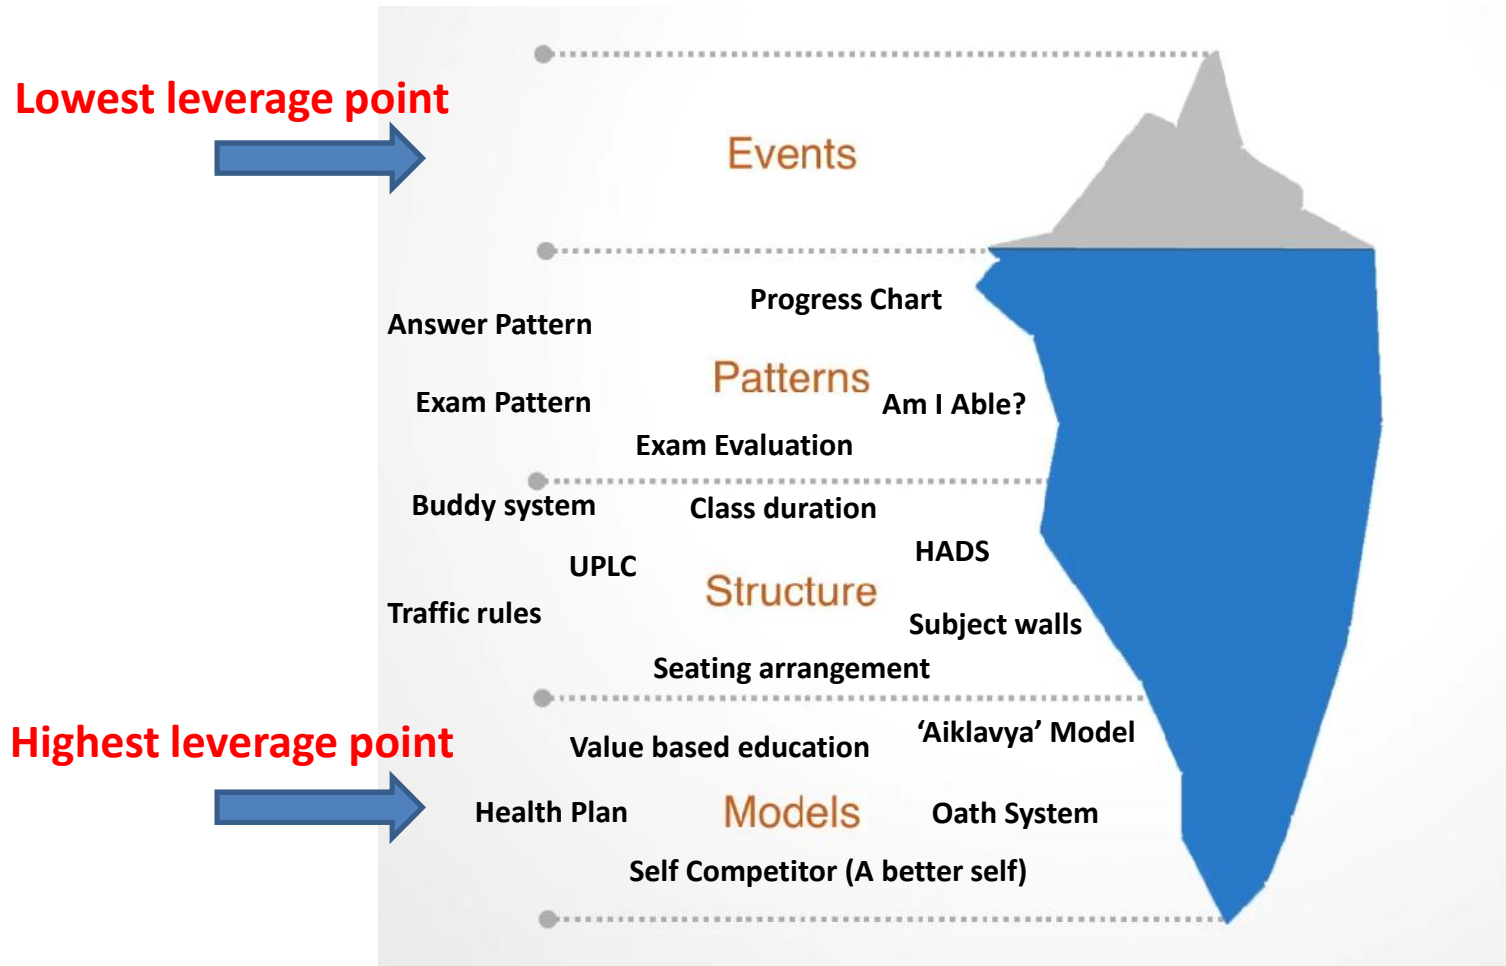 Lowest leverage point
Events
Progress Chart
Answer Pattern
Patterns
Exam Pattern
Am I Able?
Exam Evaluation
Buddy system
Class duration
HADS
UPLC
Structure
Traffic rules
Subject walls
Seating arrangement
Highest leverage point
‘Aiklavya’ Model
Value based education
Health Plan
Models
Oath System
Self Competitor (A better self)